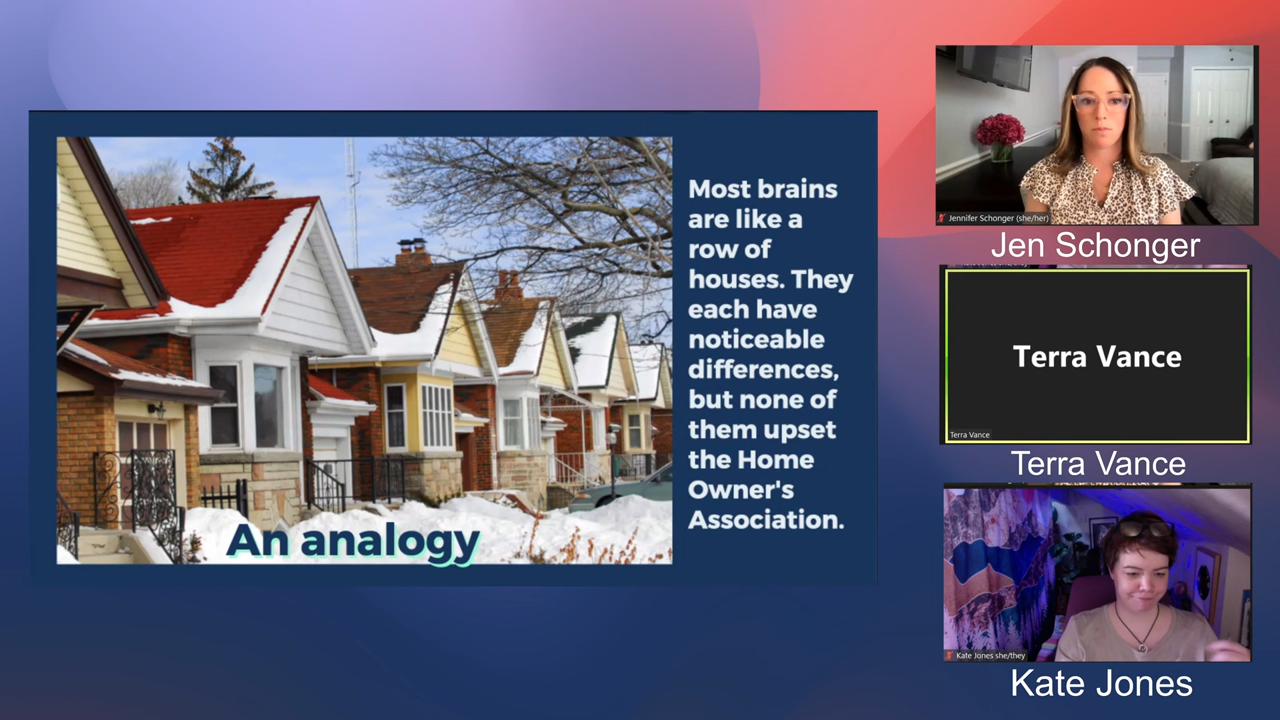 Most brains
are like a
row of
houses. They
each have
noticeable
differences,
but none of
them upset
the Home
Owner's
Association.
An analogy
Jennifer Schonger (she/her)
Jen Schonger
Terra Vance
Terra Vance
Terra Vance
Kate Jones she/they
Kate Jones